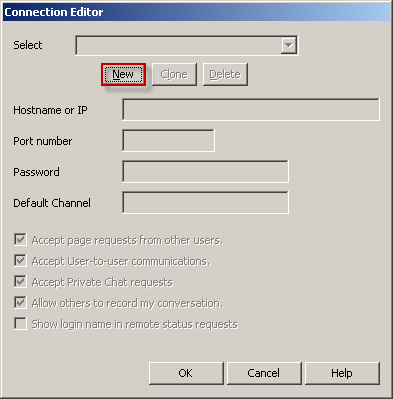 Connection Editor
Select
New Clone Delete
Hostname or IP
Port number
Password
Default Channel
Accept page requests from other users.
Accept User-to-user communications.
Accept Private Chat requests
Allow others to record my conversation.
Show login name in remote status requests
OK Cancel Help